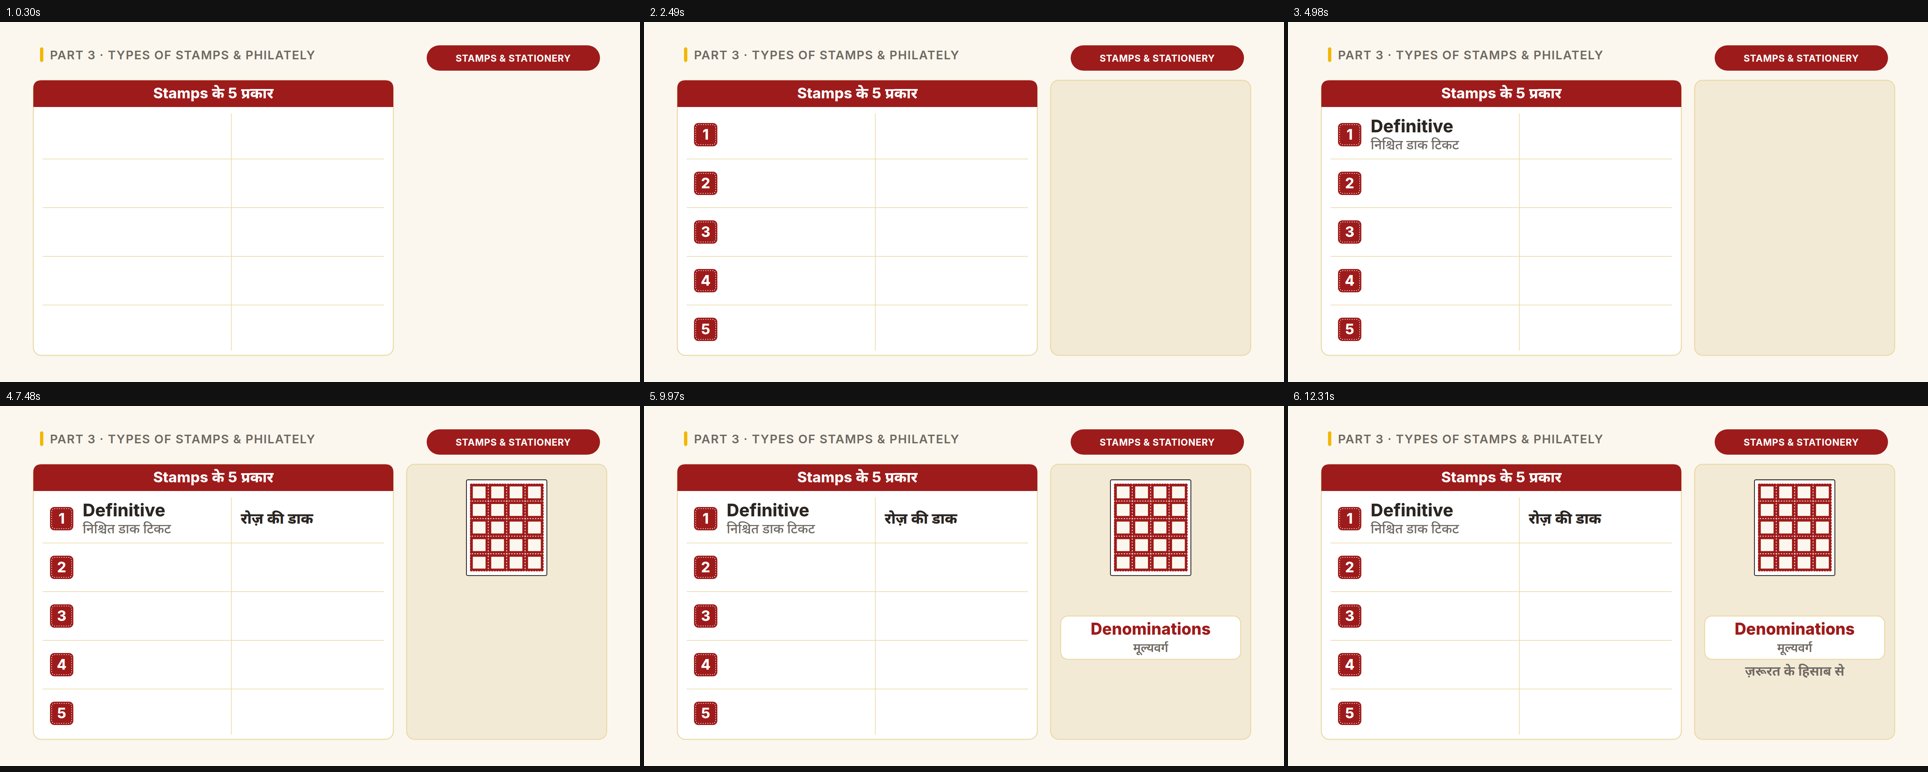 1. 0.30s
PART 3 · TYPES OF STAMPS & PHILATELY
STAMPS & STATIONERY
Stamps के 5 प्रकार
2. 2.49s
PART 3 · TYPES OF STAMPS & PHILATELY
STAMPS & STATIONERY
Stamps के 5 प्रकार
1
2
3
4
5
3. 4.98s
PART 3 · TYPES OF STAMPS & PHILATELY
STAMPS & STATIONERY
Stamps के 5 प्रकार
1 Definitive
निश्चित डाक टिकट
2
3
4
5
4. 7.48s
PART 3 · TYPES OF STAMPS & PHILATELY
STAMPS & STATIONERY
Stamps के 5 प्रकार
1 Definitive
निश्चित डाक टिकट
रोज़ की डाक
2
3
4
5
5. 9.97s
PART 3 · TYPES OF STAMPS & PHILATELY
STAMPS & STATIONERY
Stamps के 5 प्रकार
1 Definitive
निश्चित डाक टिकट
रोज़ की डाक
2
3
4
5
Denominations
मूल्यवर्ग
6. 12.31s
PART 3 · TYPES OF STAMPS & PHILATELY
STAMPS & STATIONERY
Stamps के 5 प्रकार
1 Definitive
निश्चित डाक टिकट
रोज़ की डाक
2
3
4
5
Denominations
मूल्यवर्ग
ज़रूरत के हिसाब से